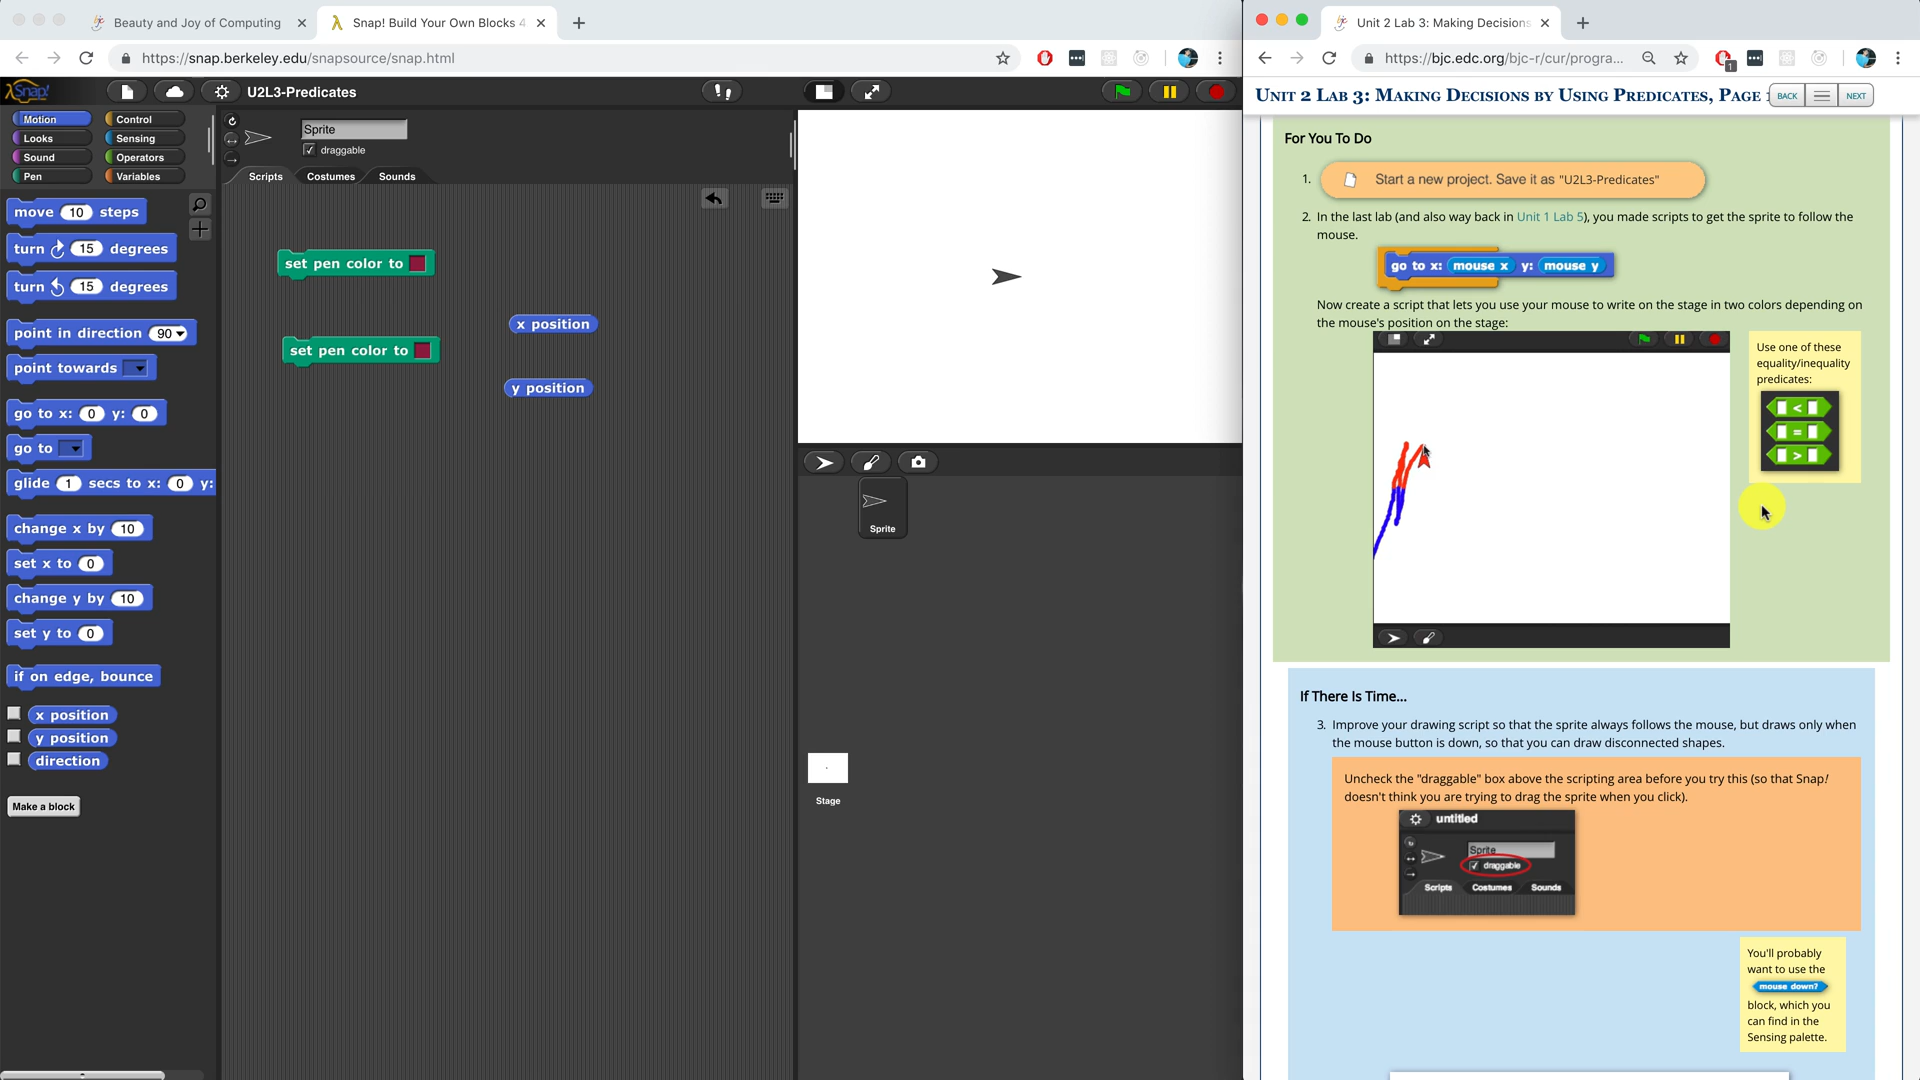 Beauty and Joy of Computing
Snap! Build Your Own Blocks 4
https://snap.berkeley.edu/snapsource/snap.html
Snap!
U2L3-Predicates
Motion
Control
Looks
Sensing
Sound
Operators
Pen
Variables
move 10 steps
turn 15 degrees
turn 15 degrees
point in direction 90
point towards
go to x: 0 y: 0
go to
glide 1 secs to x: 0 y:
change x by 10
set x to 0
change y by 10
set y to 0
if on edge, bounce
x position
y position
direction
Make a block
Sprite
draggable
Scripts
Costumes
Sounds
set pen color to
set pen color to
x position
y position
Sprite
Stage
Unit 2 Lab 3: Making Decisions
https://bjc.edc.org/bjc-r/cur/progra...
1
Unit 2 Lab 3: Making Decisions by Using Predicates, Page
BACK
NEXT
For You To Do
1. Start a new project. Save it as "U2L3-Predicates"
2. In the last lab (and also way back in Unit 1 Lab 5), you made scripts to get the sprite to follow the
mouse.
go to x: mouse x y: mouse y
Now create a script that lets you use your mouse to write on the stage in two colors depending on
the mouse's position on the stage:
Use one of these
equality/inequality
predicates:
<
=
>
If There Is Time...
3. Improve your drawing script so that the sprite always follows the mouse, but draws only when
the mouse button is down, so that you can draw disconnected shapes.
Uncheck the "draggable" box above the scripting area before you try this (so that Snap!
doesn't think you are trying to drag the sprite when you click).
untitled
Sprite
draggable
Scripts
Costumes
Sounds
You'll probably
want to use the
mouse down?
block, which you
can find in the
Sensing palette.